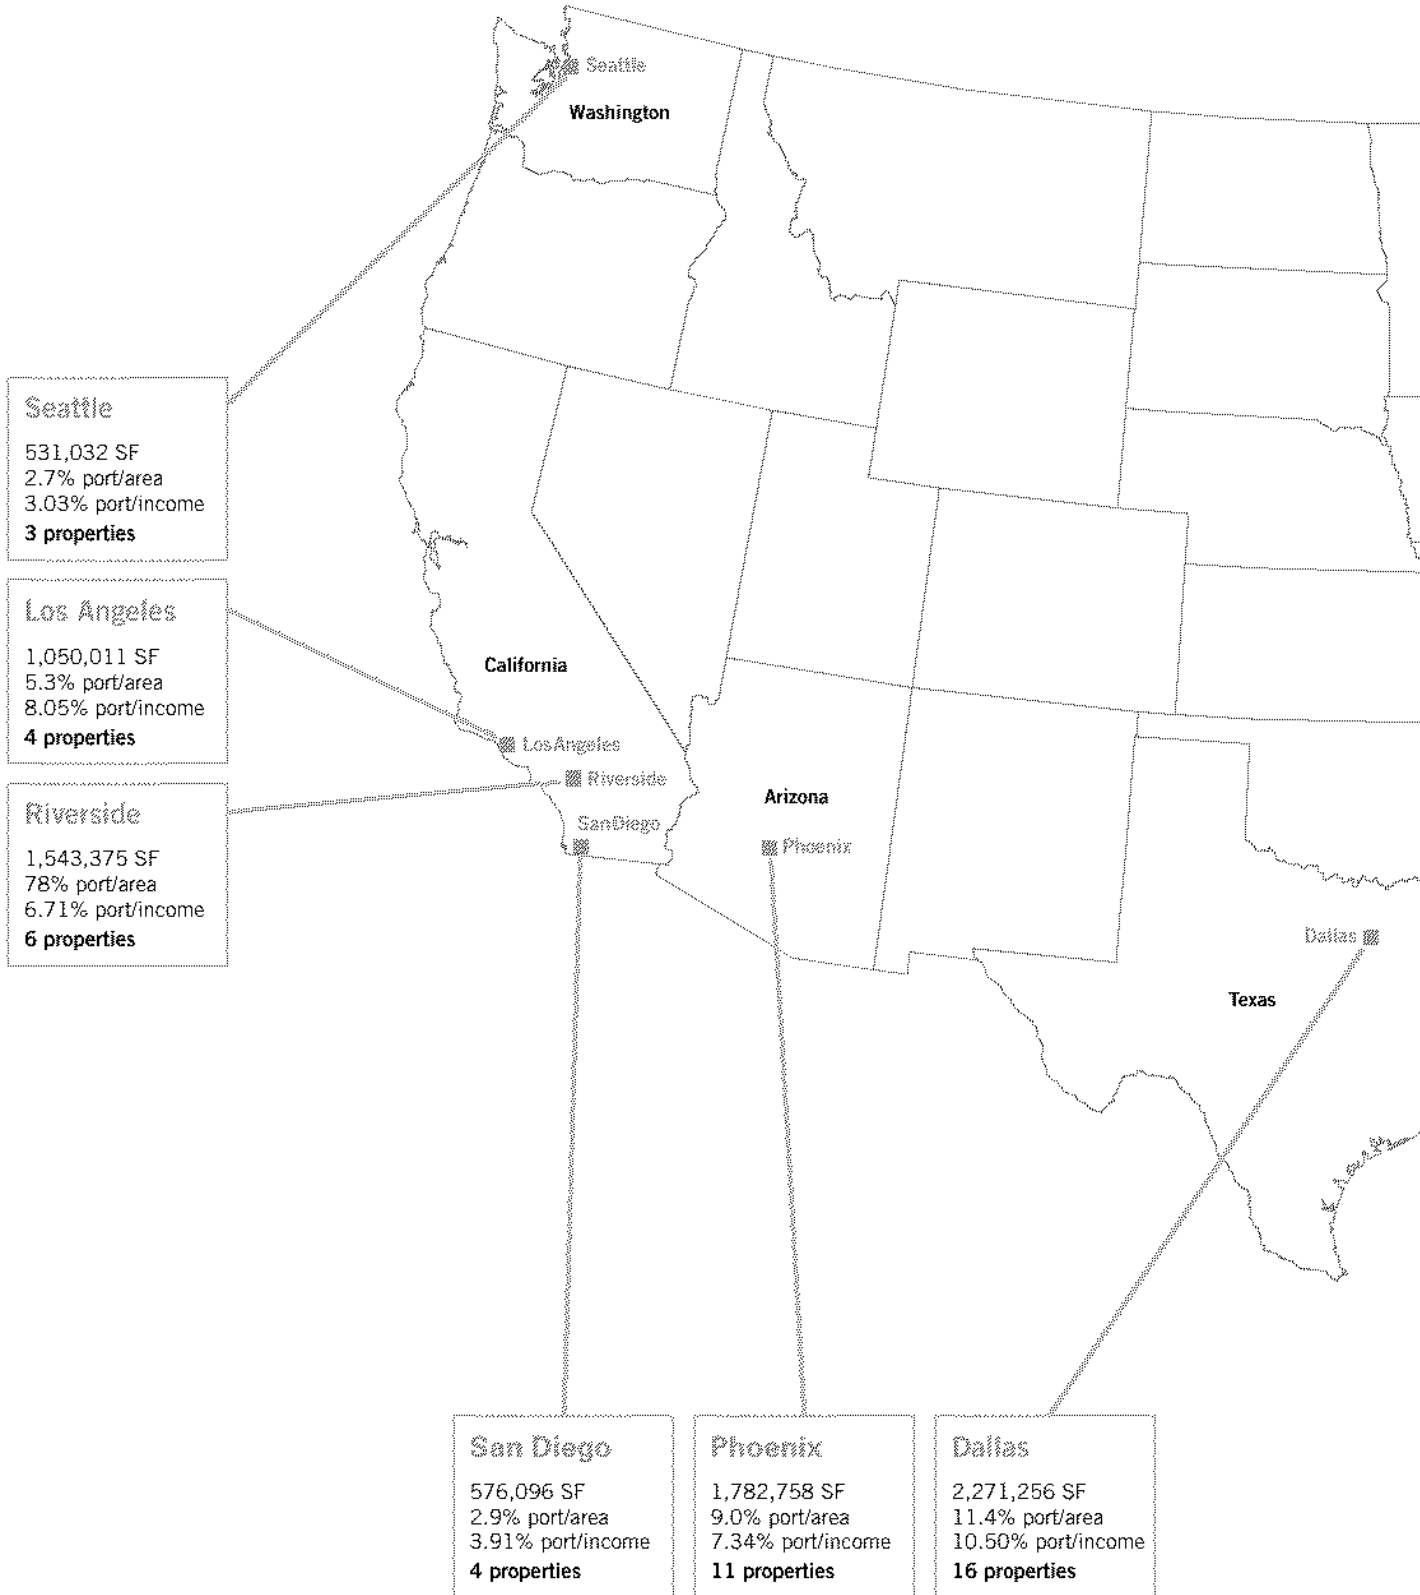 Seattle
Washington
Seattle
531,032 SF
2.7% port/area
3.03% port/income
3 properties
Los Angeles
1,050,011 SF
5.3% port/area
8.05% port/income
4 properties
California
Los Angeles
Riverside
San Diego
Arizona
Phoenix
Riverside
1,543,375 SF
78% port/area
6.71% port/income
6 properties
Dallas
Texas
San Diego
576,096 SF
2.9% port/area
3.91% port/income
4 properties
Phoenix
1,782,758 SF
9.0% port/area
7.34% port/income
11 properties
Dallas
2,271,256 SF
11.4% port/area
10.50% port/income
16 properties